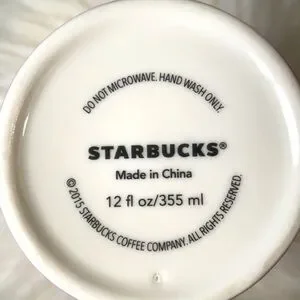 DO NOT MICROWAVE. HAND WASH ONLY.
STARBUCKS®
Made in China
12 fl oz/355 ml
©2015 STARBUCKS COFFEE COMPANY. ALL RIGHTS RESERVED.